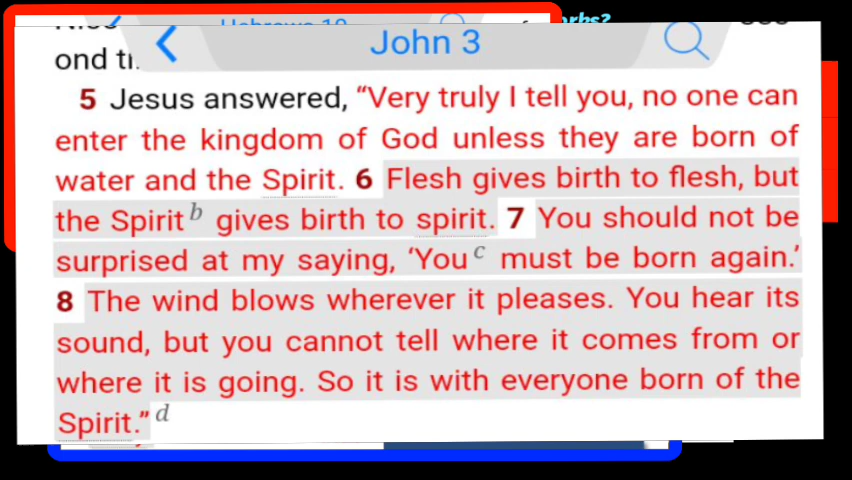 Hebrews 10
orbs?
ond
John 3
5 Jesus answered, “Very truly I tell you, no one can
enter the kingdom of God unless they are born of
water and the Spirit. 6 Flesh gives birth to flesh, but
the Spirit b gives birth to spirit. 7 You should not be
surprised at my saying, ‘You c must be born again.’
8 The wind blows wherever it pleases. You hear its
sound, but you cannot tell where it comes from or
where it is going. So it is with everyone born of the
Spirit.” d